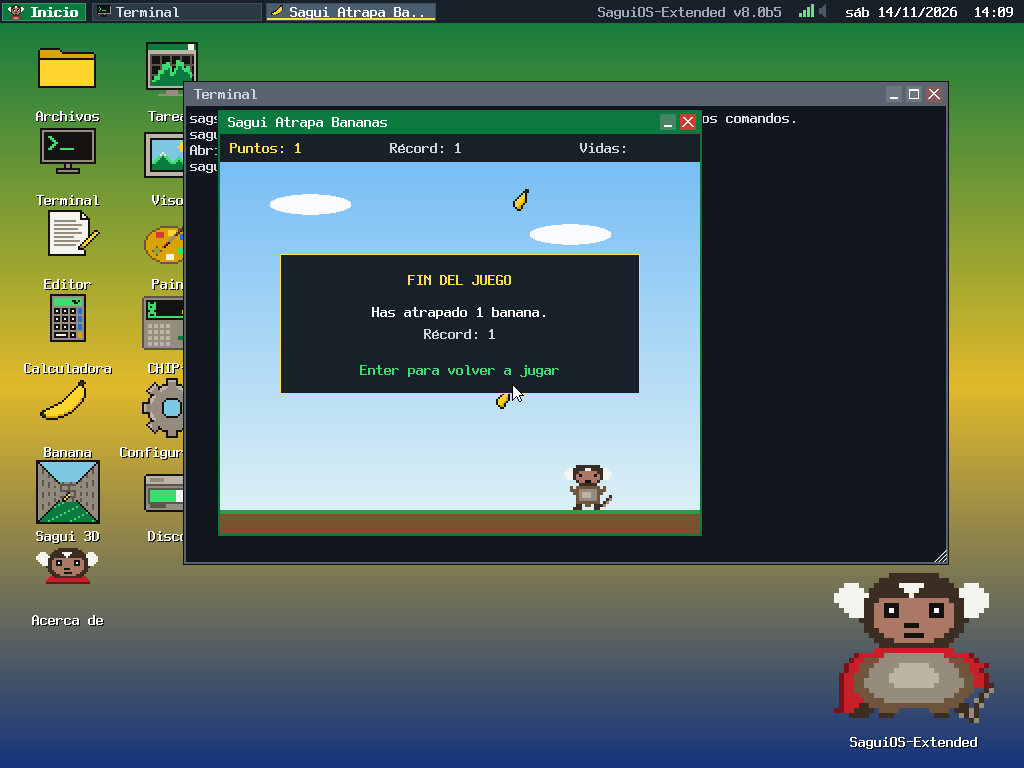 Inicio
Terminal
Sagui Atrapa Ba..
SaguiOS-Extended v8.0b5
sáb 14/11/2026
14:09
Archivos
Terminal
Editor
Calculadora
Banana
Sagui 3D
Acerca de
Terminal
os comandos.
Sagui Atrapa Bananas
Puntos: 1
Récord: 1
Vidas:
FIN DEL JUEGO
Has atrapado 1 banana.
Récord: 1
Enter para volver a jugar
SaguiOS-Extended